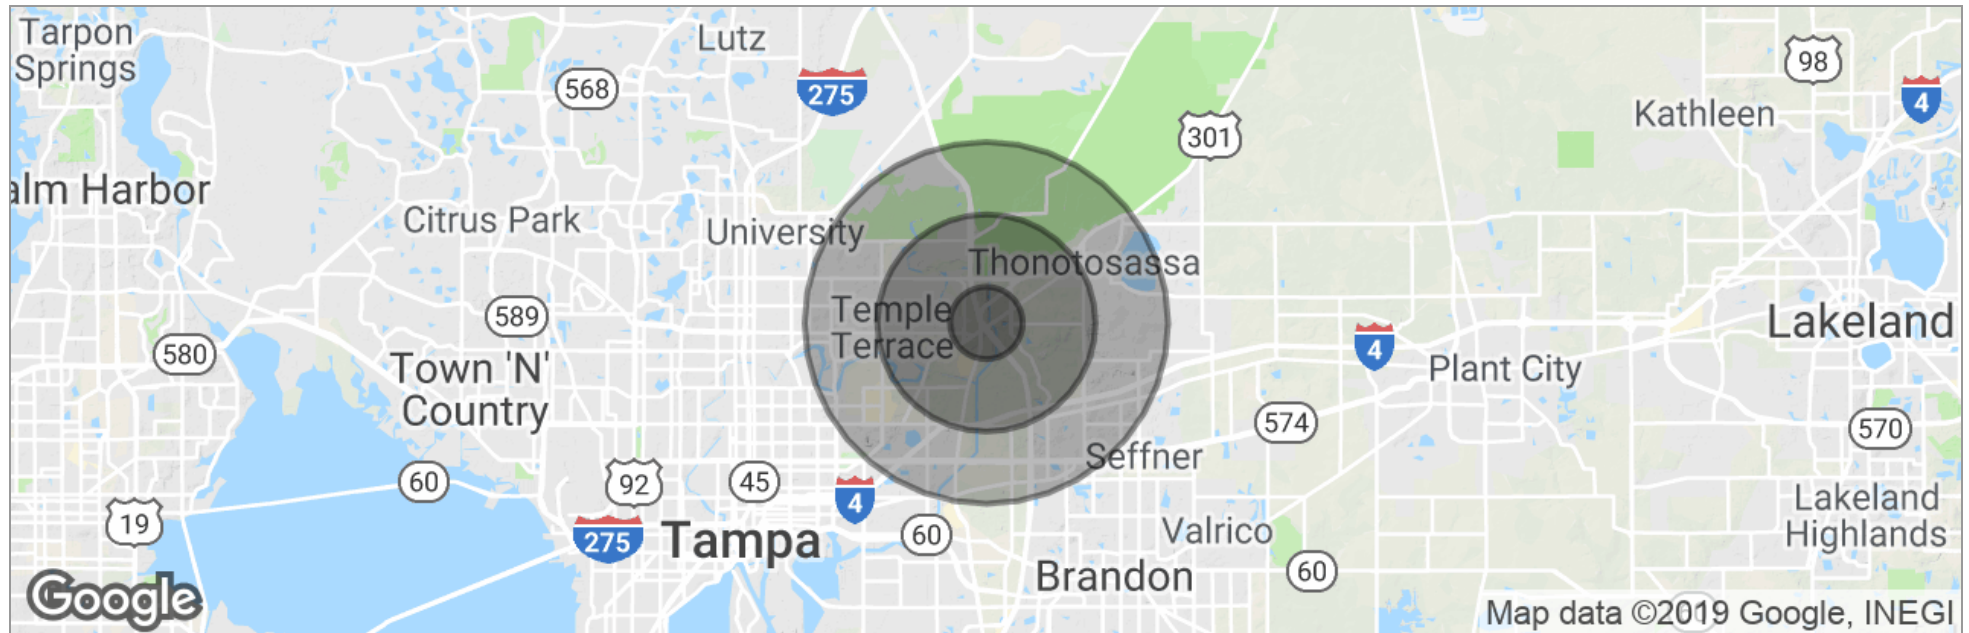 Tarpon
Springs
Lutz
98
568
275
4
Kathleen
301
alm Harbor
Citrus Park
University
Thonotosassa
Temple
Terrace
589
Lakeland
580
4
Town 'N'
Country
Plant City
574
570
Seffner
60
92
45
4
Lakeland
Highlands
19
275
Tampa
60
Valrico
Brandon
60
Google
Map data ©2019 Google, INEGI